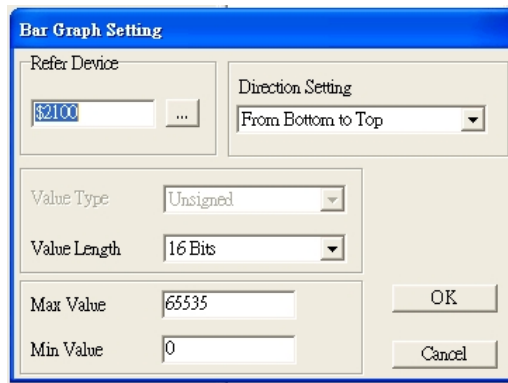 Bar Graph Setting
Refer Device
$2100
...
Direction Setting
From Bottom to Top
Value Type
Unsigned
Value Length
16 Bits
Max Value
65535
Min Value
0
OK
Cancel